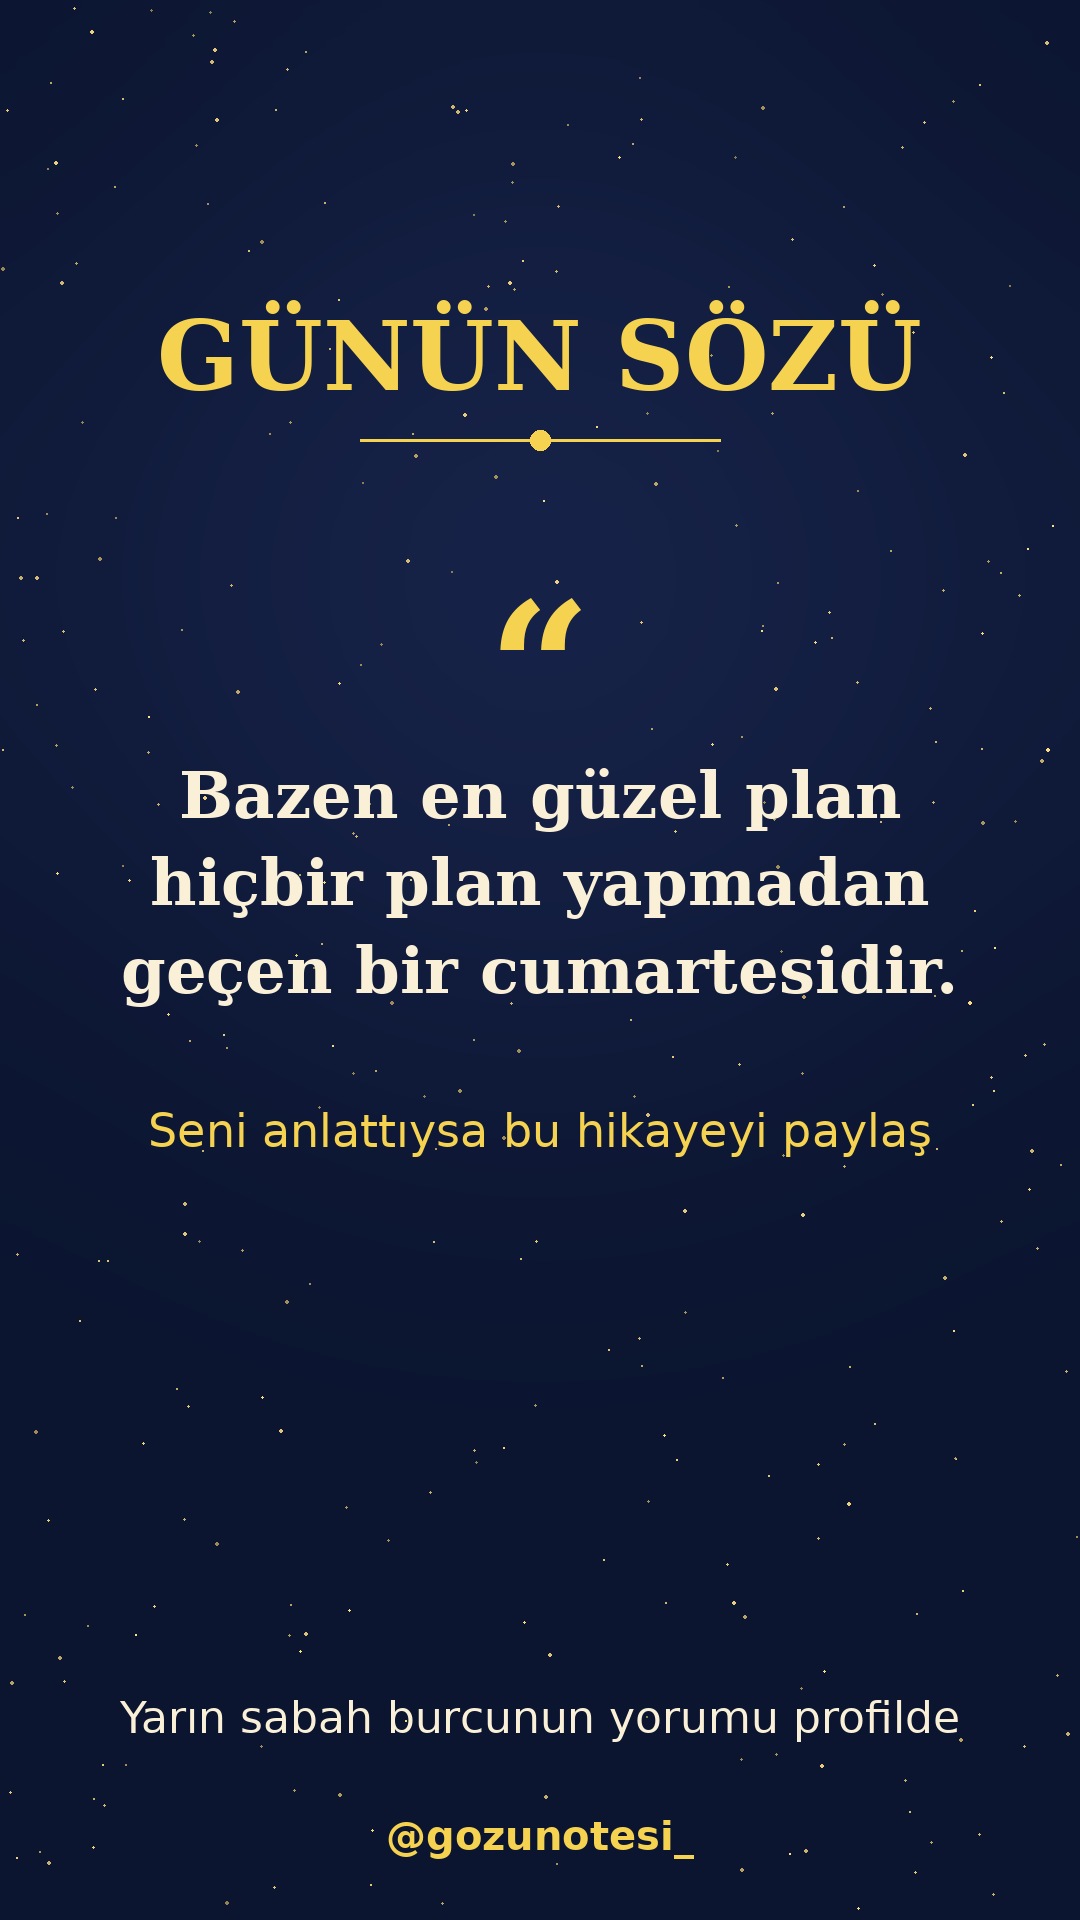 GÜNÜN SÖZÜ
“
Bazen en güzel plan
hiçbir plan yapmadan
geçen bir cumartesidir.
Seni anlattıysa bu hikayeyi paylaş
Yarın sabah burcunun yorumu profilde
@gozunotesi_